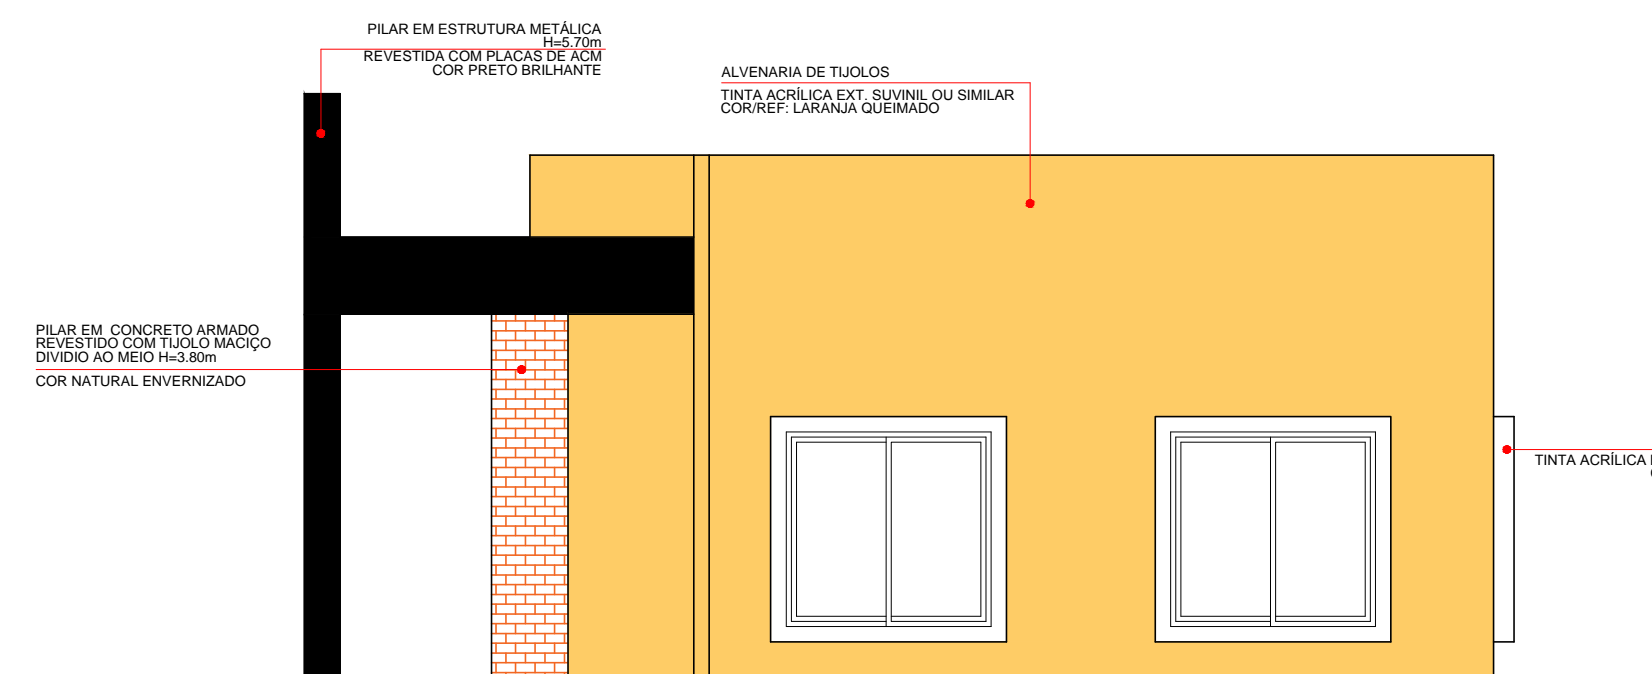 PILAR EM ESTRUTURA METÁLICA
H=5.70m
REVESTIDA COM PLACAS DE ACM
COR PRETO BRILHANTE
ALVENARIA DE TIJOLOS
TINTA ACRÍLICA EXT. SUVINIL OU SIMILAR
COR/REF: LARANJA QUEIMADO
PILAR EM CONCRETO ARMADO
REVESTIDO COM TIJOLO MACIÇO
DIVIDIO AO MEIO H=3.80m
COR NATURAL ENVERNIZADO
TINTA ACRÍLICA